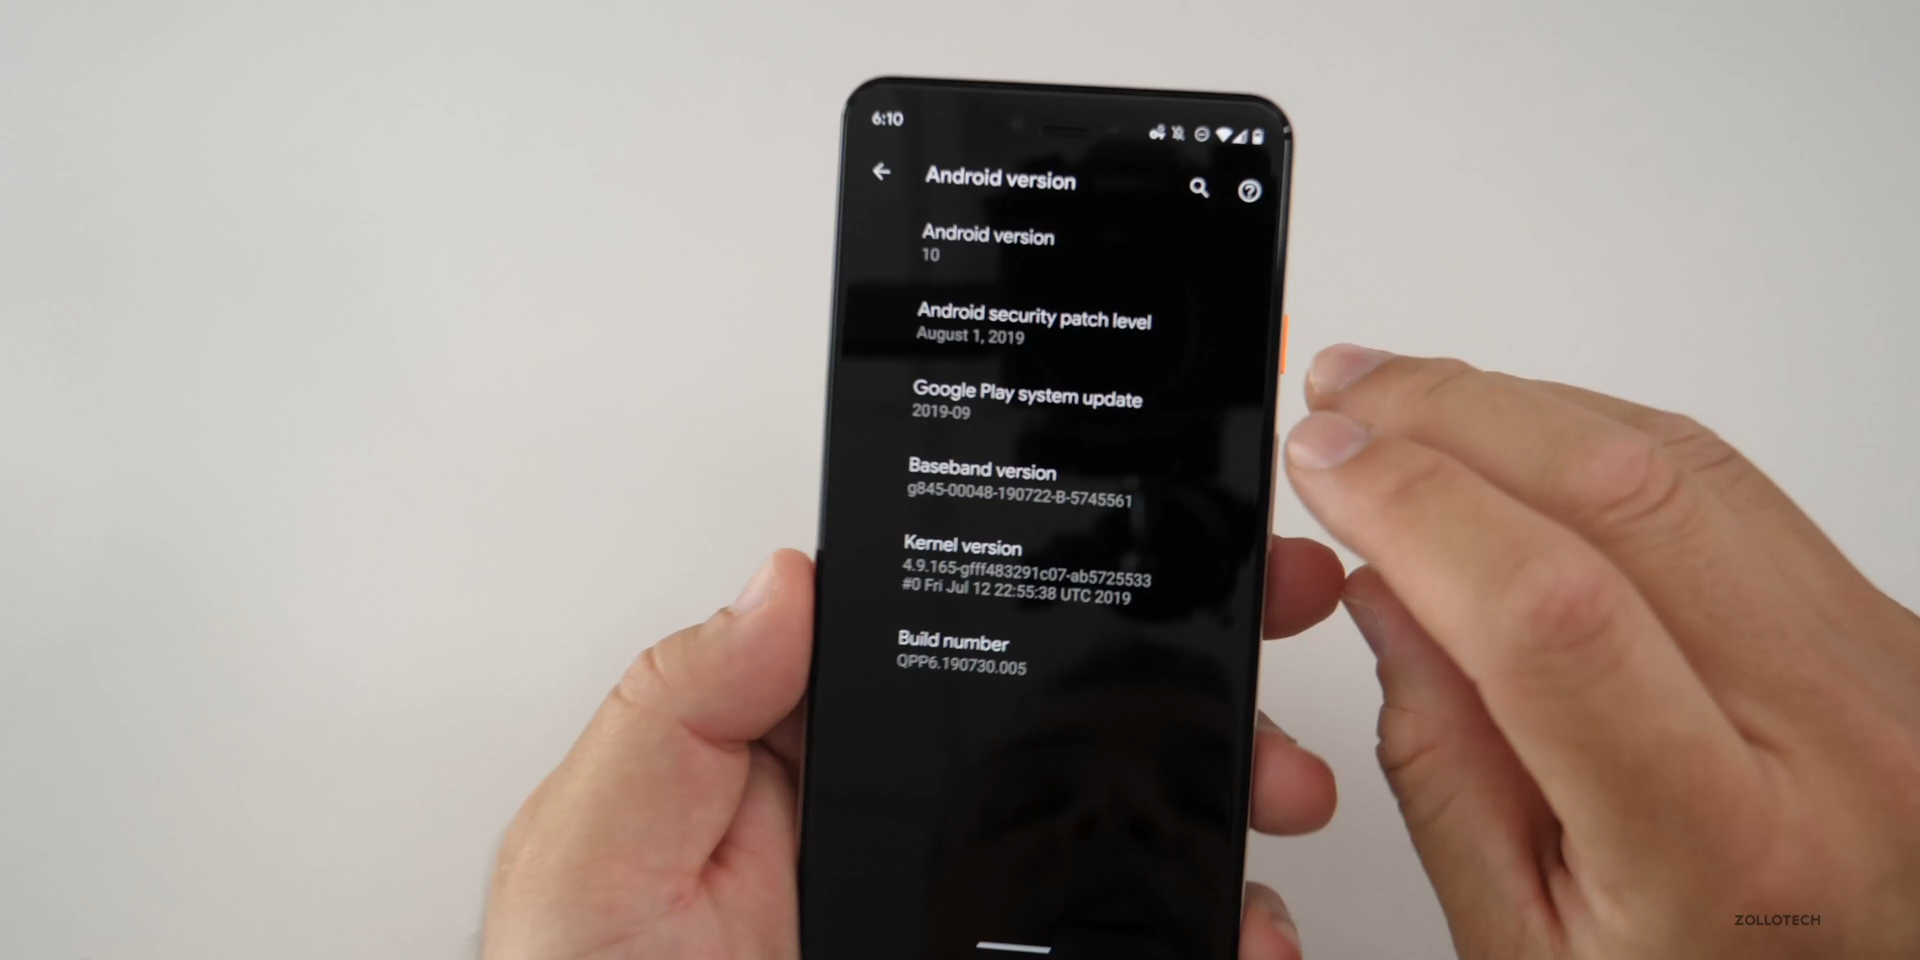 6:10
Android version
Android version
10
Android security patch level
August 1, 2019
Google Play system update
2019-09
Baseband version
g845-00048-190722-B-5745561
Kernel version
4.9.165-gfff483291c07-ab5725533
#0 Fri Jul 12 22:55:38 UTC 2019
Build number
QPP6.190730.005
ZOLLOTECH